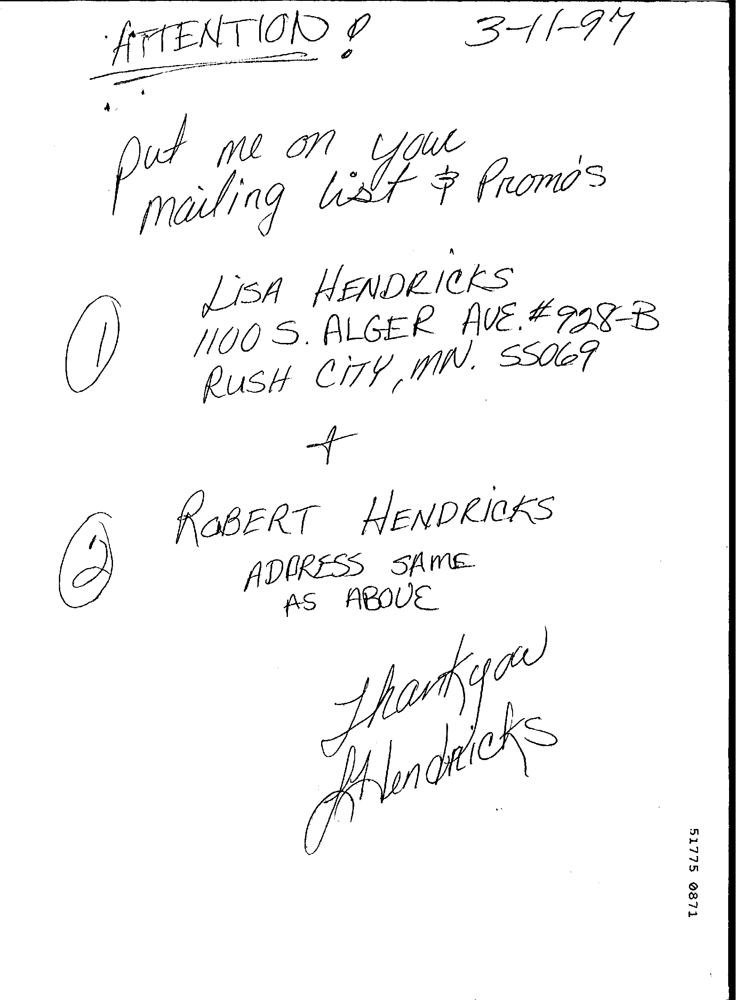 ATTENTION! 3-11-97
Put me on your
mailing list & Promo's
1 LISA HENDRICKS
1100 S. ALGER AVE. #928-B
RUSH CITY, MN. 55069
+
2 ROBERT HENDRICKS
ADDRESS SAME
AS ABOVE
Thankyou
LHendricks
51775 0871